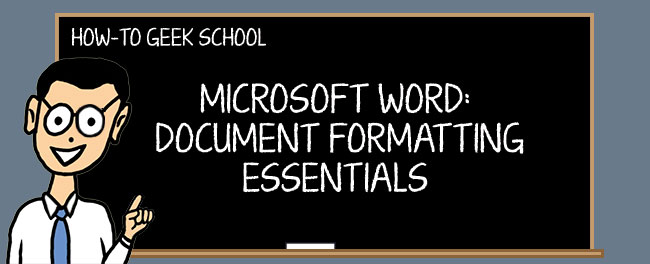 HOW-TO GEEK SCHOOL
MICROSOFT WORD:
DOCUMENT FORMATTING
ESSENTIALS